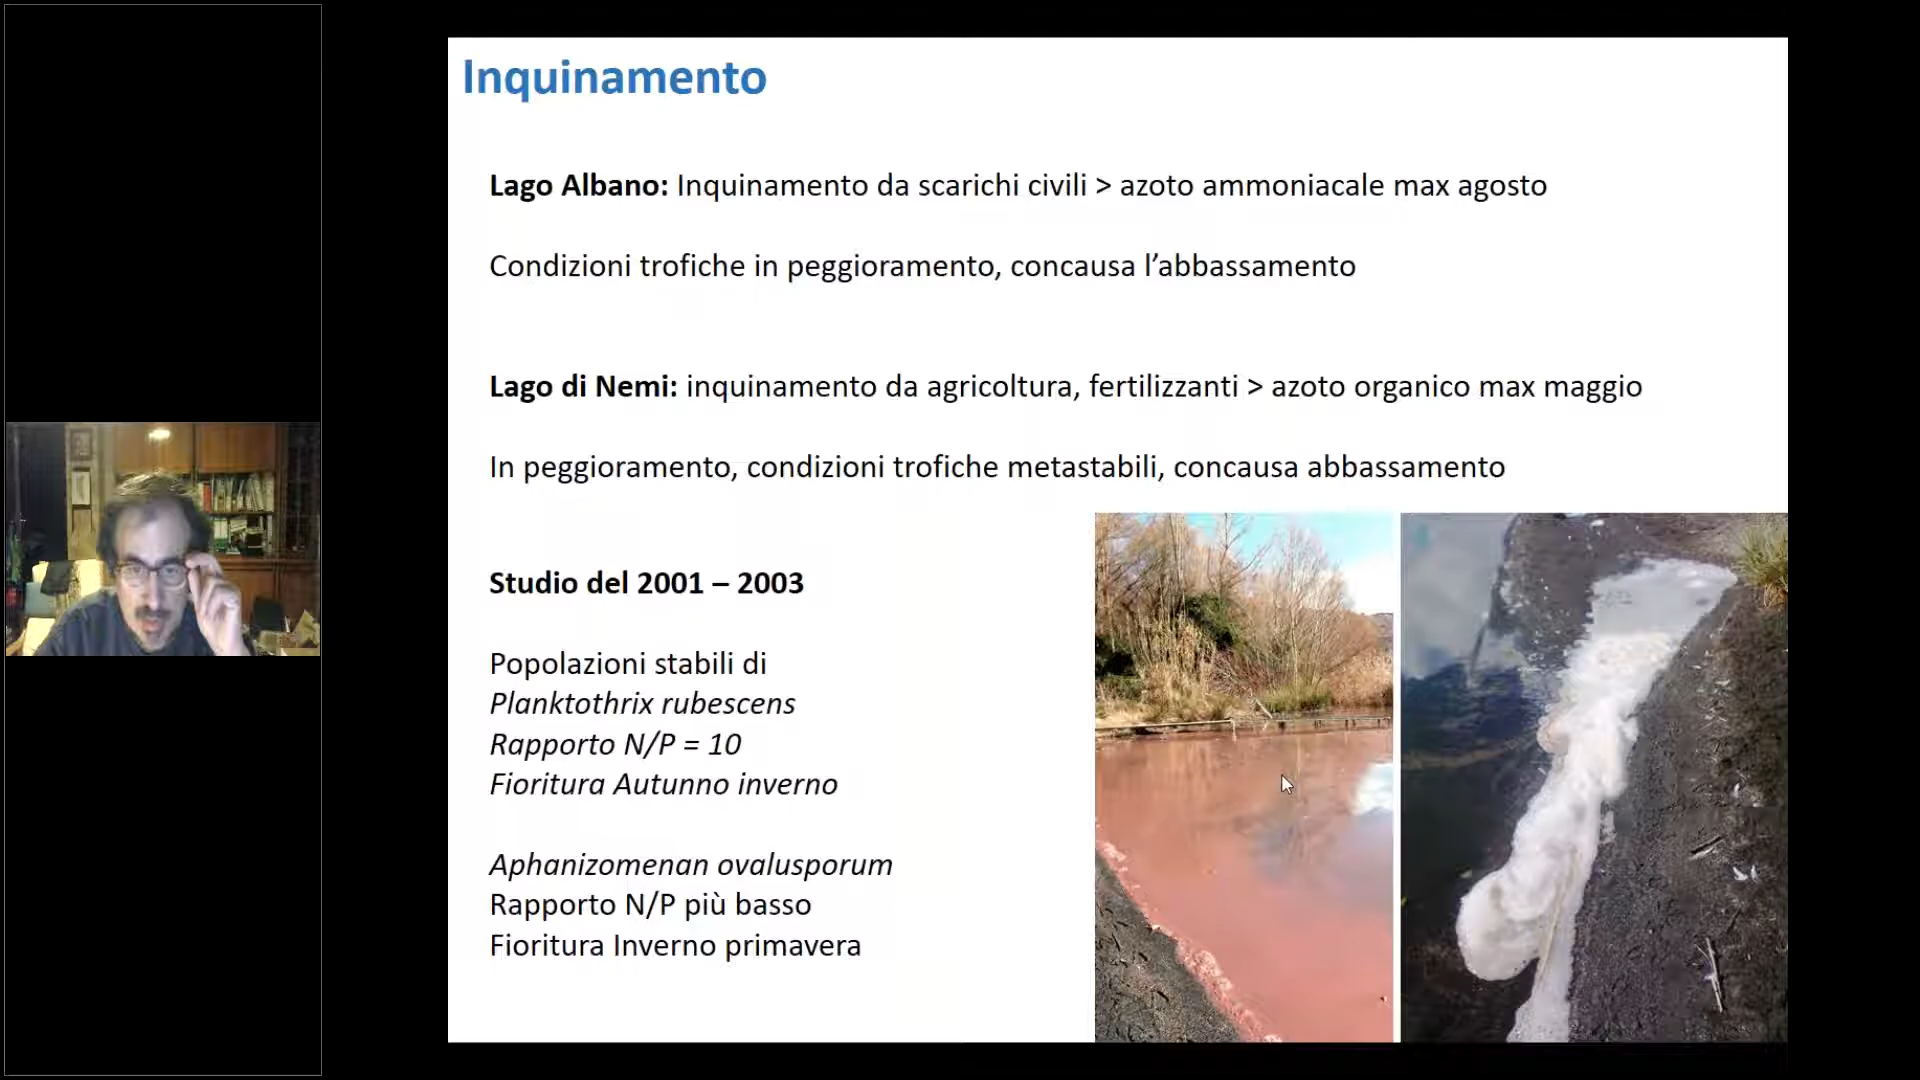 Inquinamento
Lago Albano: Inquinamento da scarichi civili > azoto ammoniacale max agosto
Condizioni trofiche in peggioramento, concausa l’abbassamento
Lago di Nemi: inquinamento da agricoltura, fertilizzanti > azoto organico max maggio
In peggioramento, condizioni trofiche metastabili, concausa abbassamento
Studio del 2001 – 2003
Popolazioni stabili di
Planktothrix rubescens
Rapporto N/P = 10
Fioritura Autunno inverno
Aphanizomenan ovalusporum
Rapporto N/P più basso
Fioritura Inverno primavera